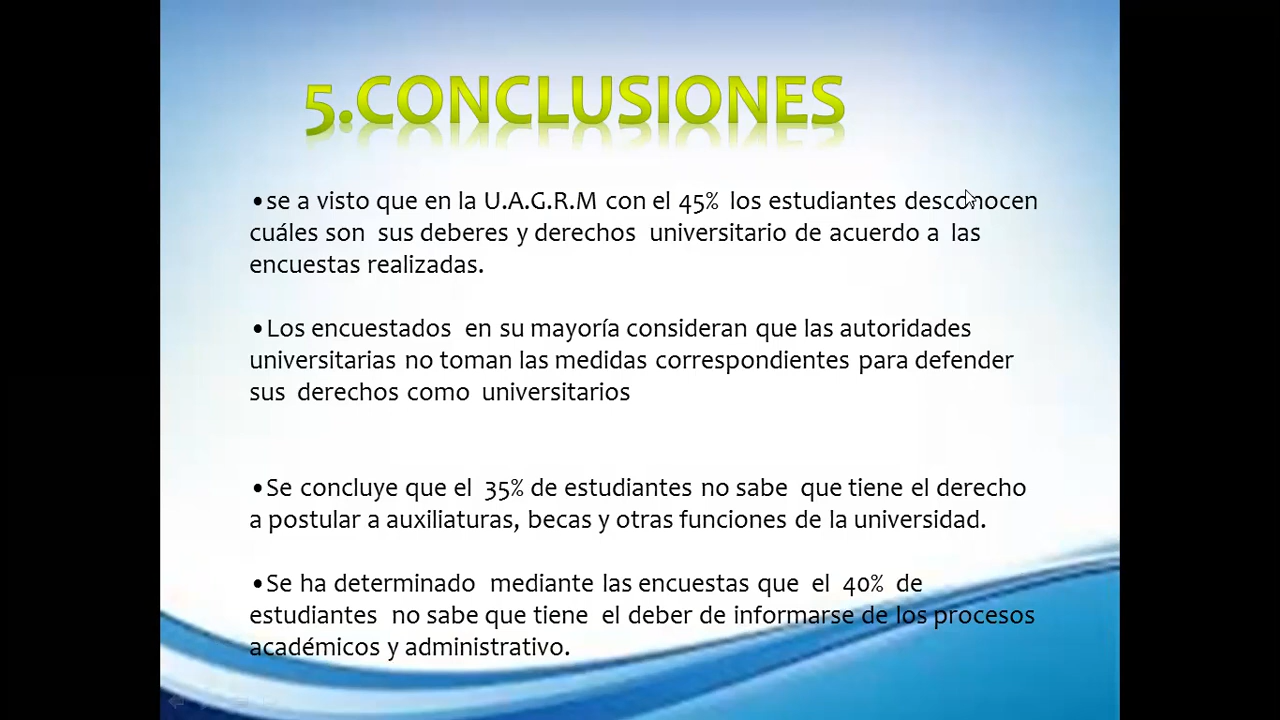 5.CONCLUSIONES
•se a visto que en la U.A.G.R.M con el 45% los estudiantes desconocen
cuáles son sus deberes y derechos universitario de acuerdo a las
encuestas realizadas.
•Los encuestados en su mayoría consideran que las autoridades
universitarias no toman las medidas correspondientes para defender
sus derechos como universitarios
•Se concluye que el 35% de estudiantes no sabe que tiene el derecho
a postular a auxiliaturas, becas y otras funciones de la universidad.
•Se ha determinado mediante las encuestas que el 40% de
estudiantes no sabe que tiene el deber de informarse de los procesos
académicos y administrativo.